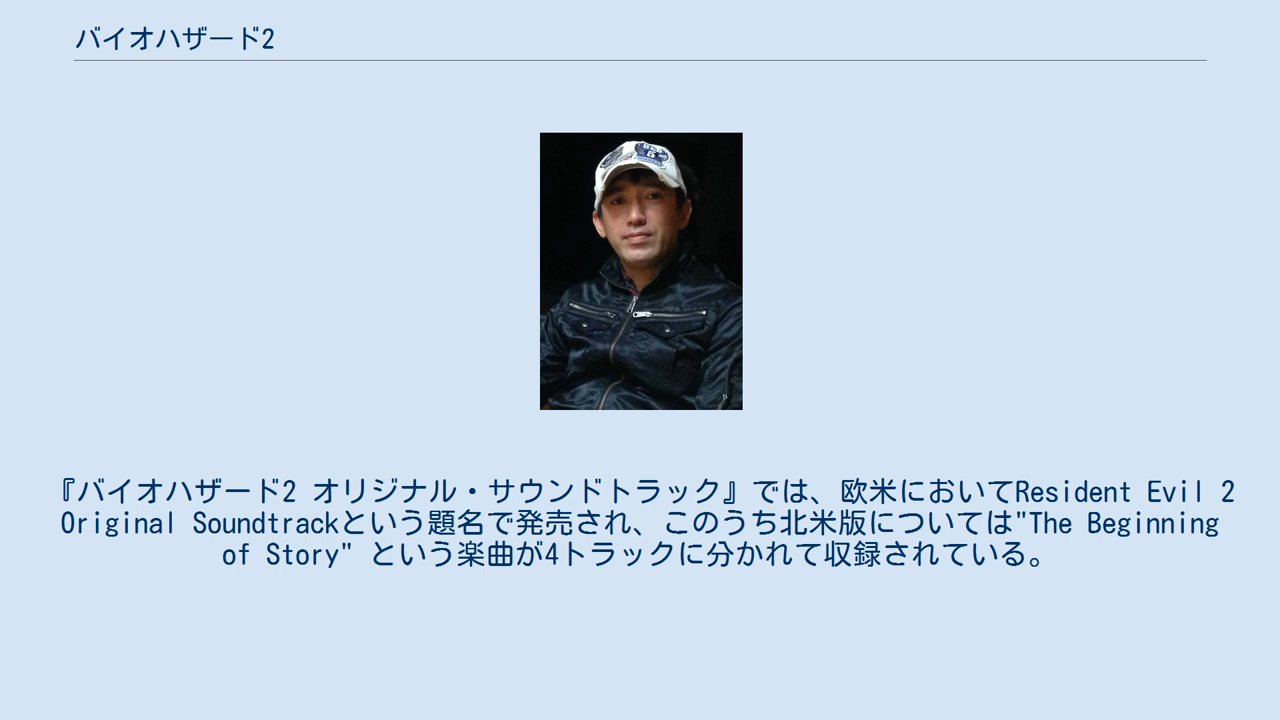 バイオハザード2
『バイオハザード2 オリジナル・サウンドトラック』では、欧米においてResident Evil 2
Original Soundtrackという題名で発売され、このうち北米版については"The Beginning
of Story" という楽曲が4トラックに分かれて収録されている。